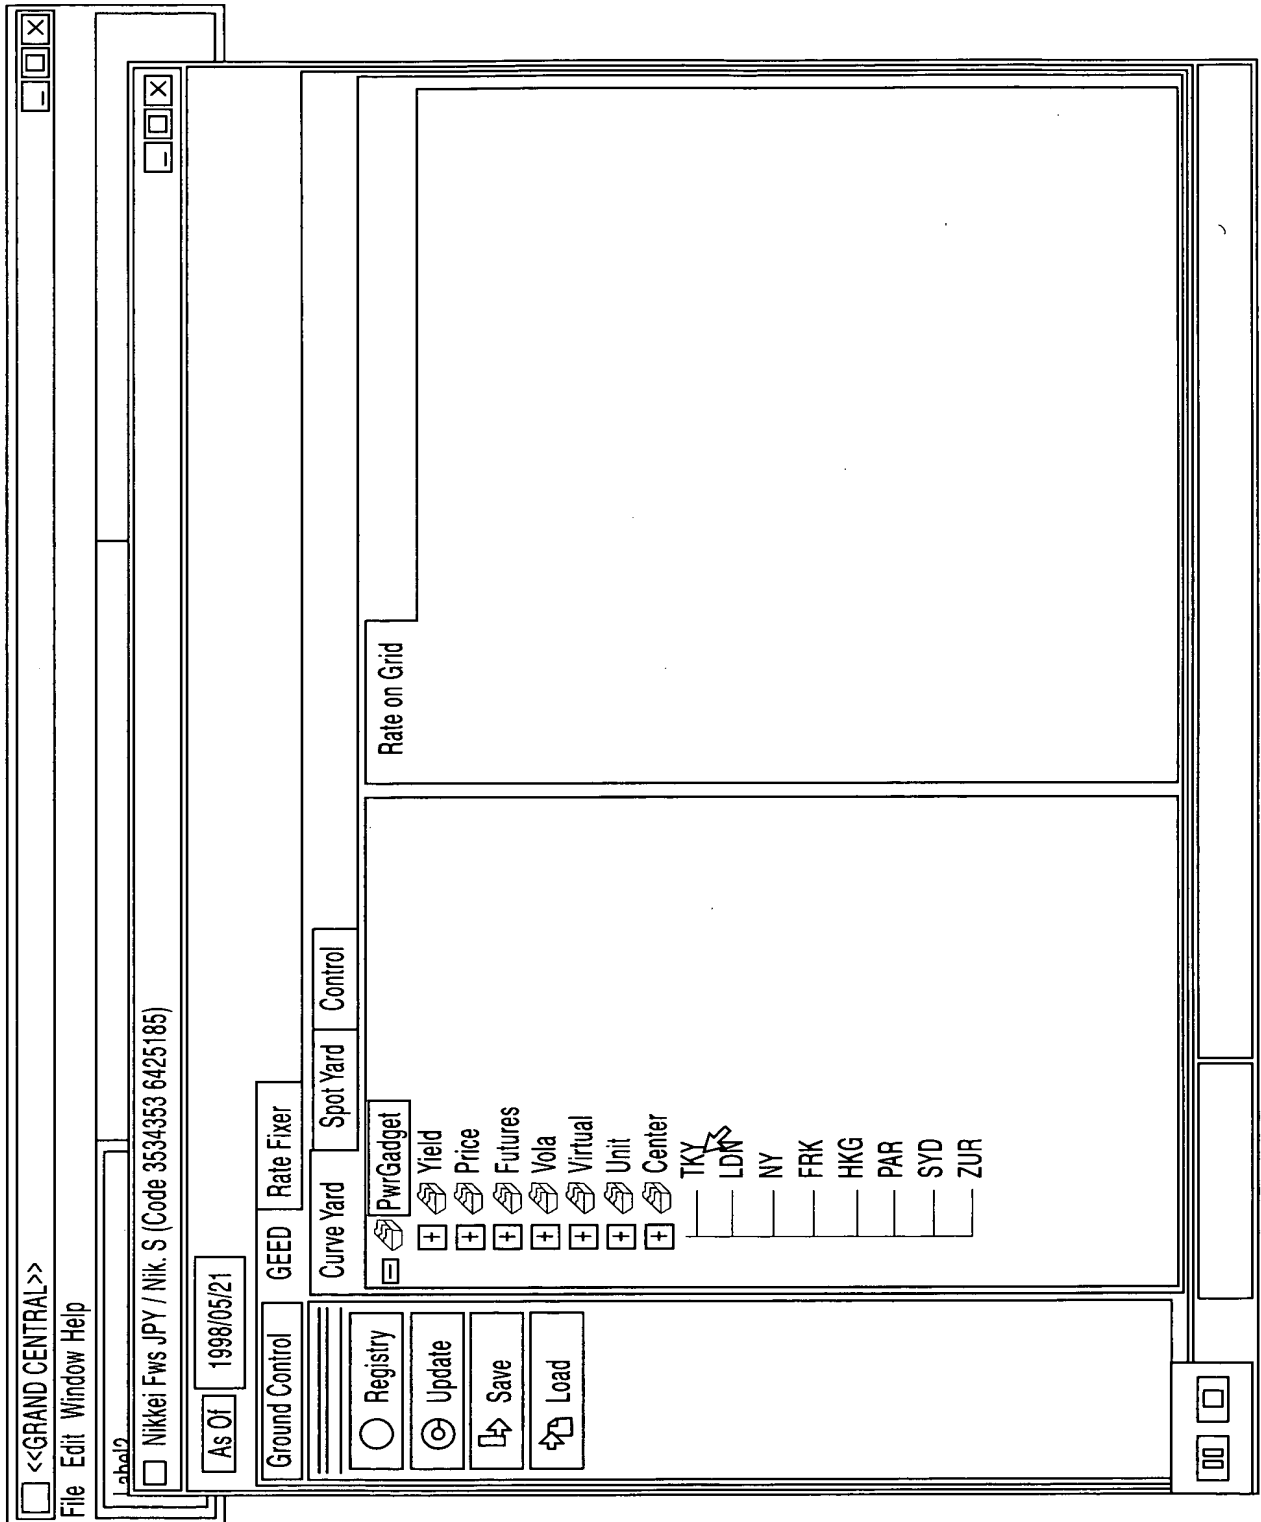 <<GRAND CENTRAL>>
File Edit Window Help
Label2
Nikkei Fws JPY / Nik. S (Code 3534353 6425185)
As Of 1998/05/21
Ground Control
GEED Rate Fixer
Curve Yard Spot Yard Control
Registry
Update
Save
Load
PwrGadget
Yield
Price
Futures
Vola
Virtual
Unit
Center
TKY
LDN
NY
FRK
HKG
PAR
SYD
ZUR
Rate on Grid